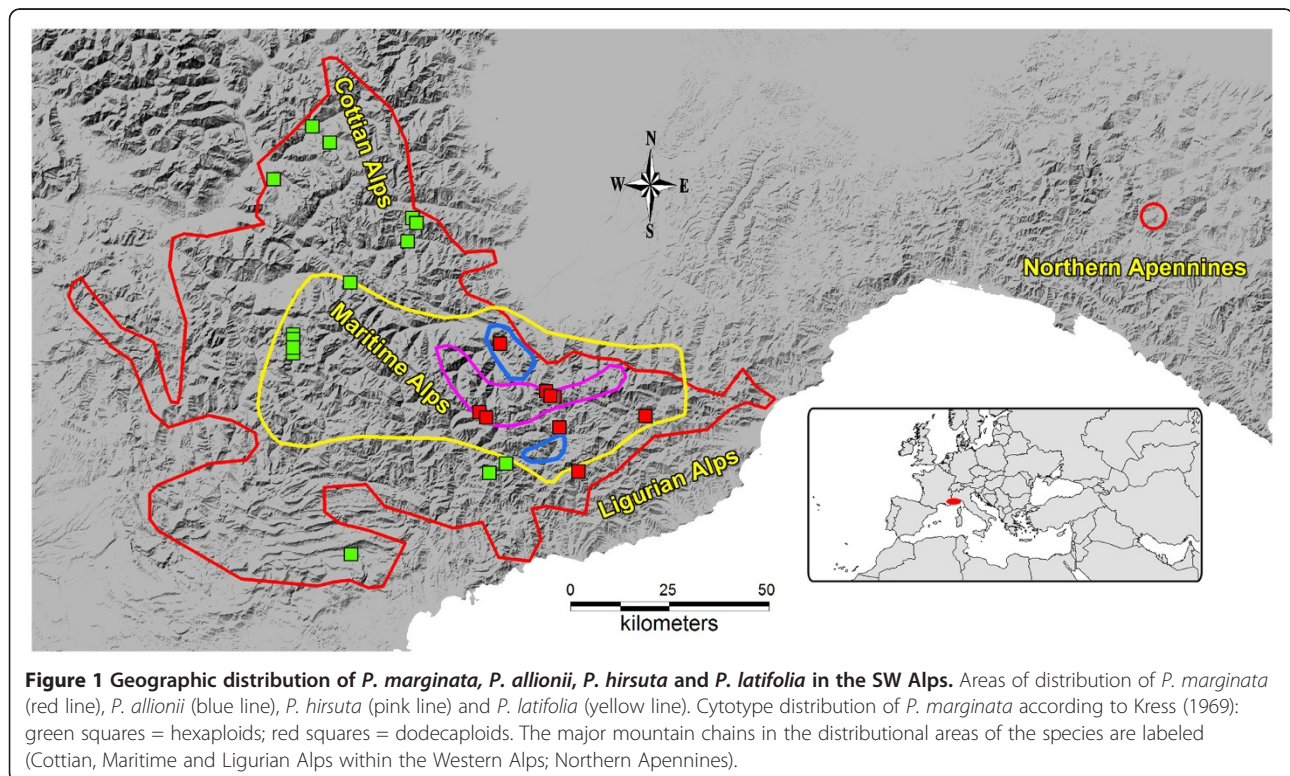 Cottian Alps
N
W E
S
Northern Apennines
Maritime Alps
Ligurian Alps
0 25 50
kilometers
Figure 1 Geographic distribution of P. marginata, P. allionii, P. hirsuta and P. latifolia in the SW Alps. Areas of distribution of P. marginata
(red line), P. allionii (blue line), P. hirsuta (pink line) and P. latifolia (yellow line). Cytotype distribution of P. marginata according to Kress (1969):
green squares = hexaploids; red squares = dodecaploids. The major mountain chains in the distributional areas of the species are labeled
(Cottian, Maritime and Ligurian Alps within the Western Alps; Northern Apennines).